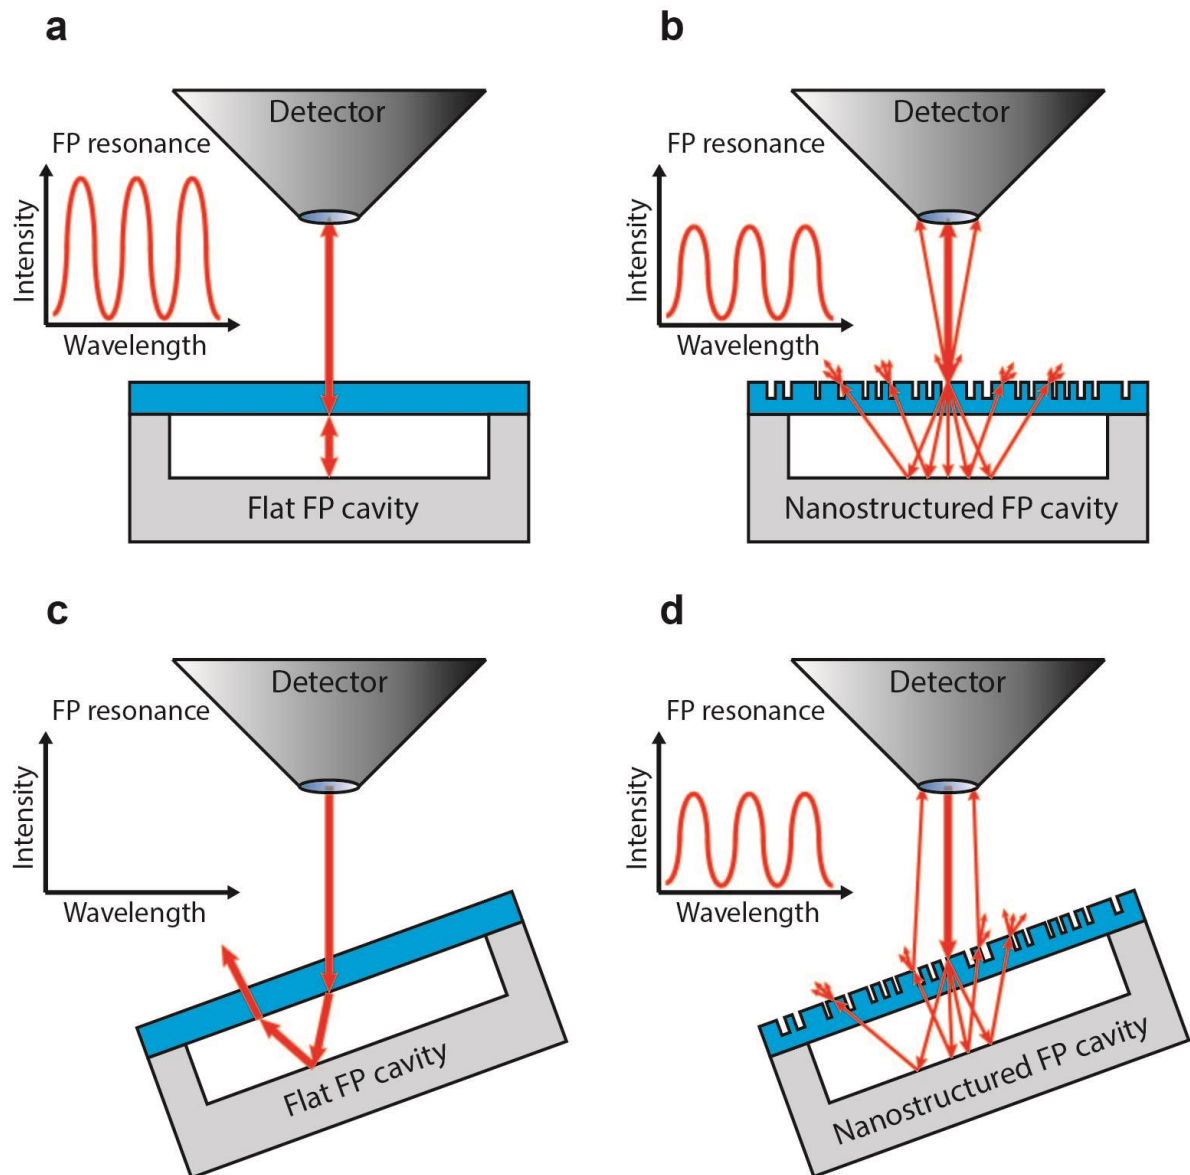 a
Detector
FP resonance
Intensity
Wavelength
Flat FP cavity
b
Detector
FP resonance
Intensity
Wavelength
Nanostructured FP cavity
c
Detector
FP resonance
Intensity
Wavelength
Flat FP cavity
d
Detector
FP resonance
Intensity
Wavelength
Nanostructured FP cavity